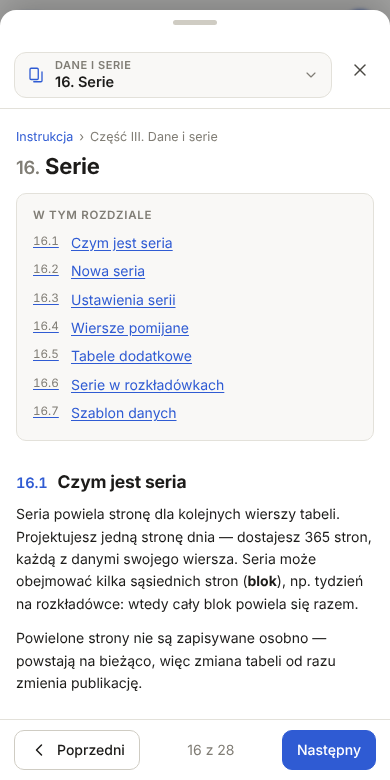 DANE I SERIE
16. Serie
Instrukcja › Część III. Dane i serie
16. Serie
W TYM ROZDZIALE
16.1 Czym jest seria
16.2 Nowa seria
16.3 Ustawienia serii
16.4 Wiersze pomijane
16.5 Tabele dodatkowe
16.6 Serie w rozkładówkach
16.7 Szablon danych
16.1 Czym jest seria
Seria powiela stronę dla kolejnych wierszy tabeli.
Projektujesz jedną stronę dnia — dostajesz 365 stron,
każdą z danymi swojego wiersza. Seria może
obejmować kilka sąsiednich stron (blok), np. tydzień
na rozkładówce: wtedy cały blok powiela się razem.
Powielone strony nie są zapisywane osobno —
powstają na bieżąco, więc zmiana tabeli od razu
zmienia publikację.
Poprzedni
16 z 28
Następny